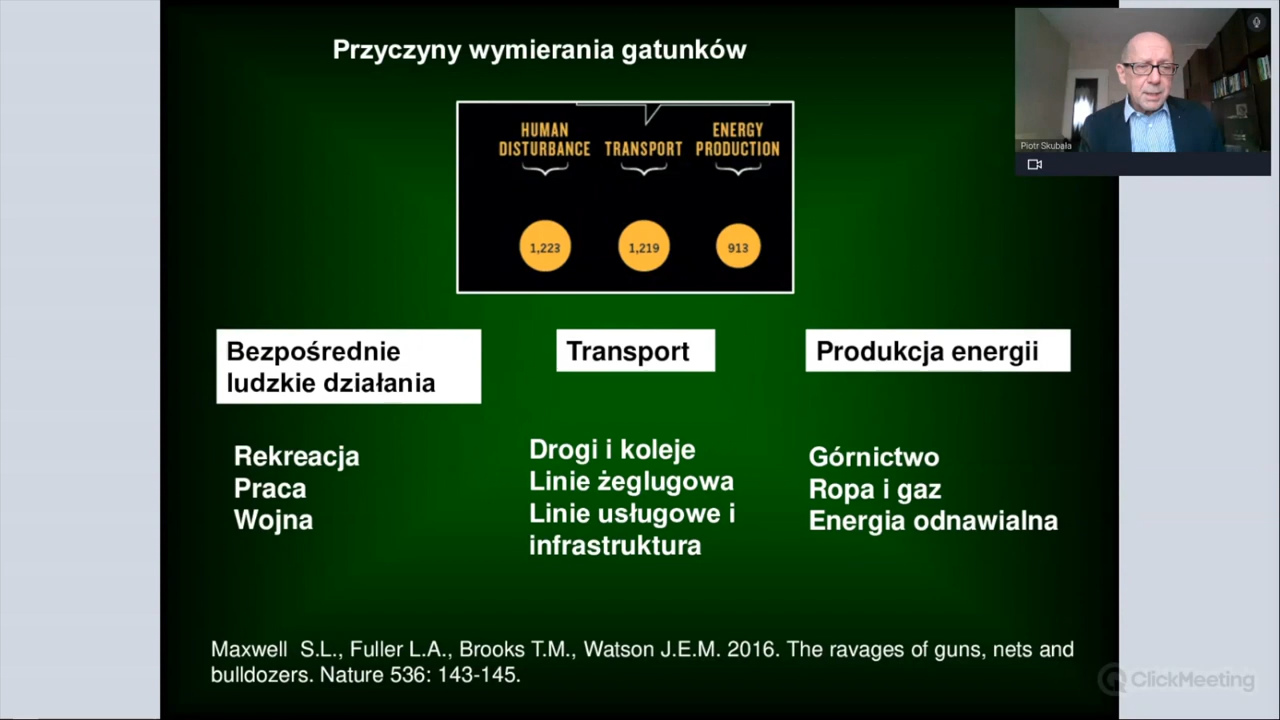 Przyczyny wymierania gatunków
HUMAN DISTURBANCE
TRANSPORT
ENERGY PRODUCTION
1,223
1,219
913
Piotr Skubała
Bezpośrednie
ludzkie działania
Rekreacja
Praca
Wojna
Transport
Drogi i koleje
Linie żeglugowa
Linie usługowe i
infrastruktura
Produkcja energii
Górnictwo
Ropa i gaz
Energia odnawialna
Maxwell S.L., Fuller L.A., Brooks T.M., Watson J.E.M. 2016. The ravages of guns, nets and
bulldozers. Nature 536: 143-145.
ClickMeeting